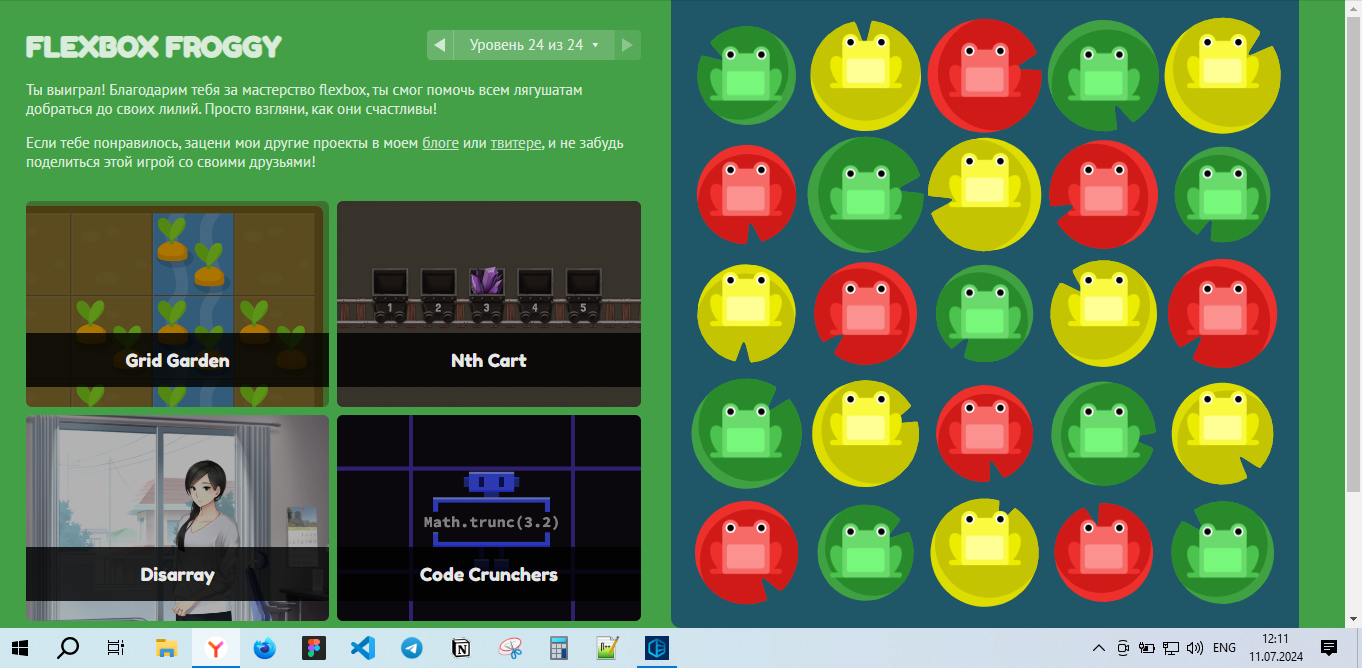 FLEXBOX FROGGY
Уровень 24 из 24
Ты выиграл! Благодарим тебя за мастерство flexbox, ты смог помочь всем лягушатам
добраться до своих лилий. Просто взгляни, как они счастливы!
Если тебе понравилось, зацени мои другие проекты в моем блоге или твитере, и не забудь
поделиться этой игрой со своими друзьями!
1 2 3 4 5
Grid Garden
Nth Cart
Math.trunc(3.2)
Disarray
Code Crunchers
ENG
12:11
11.07.2024